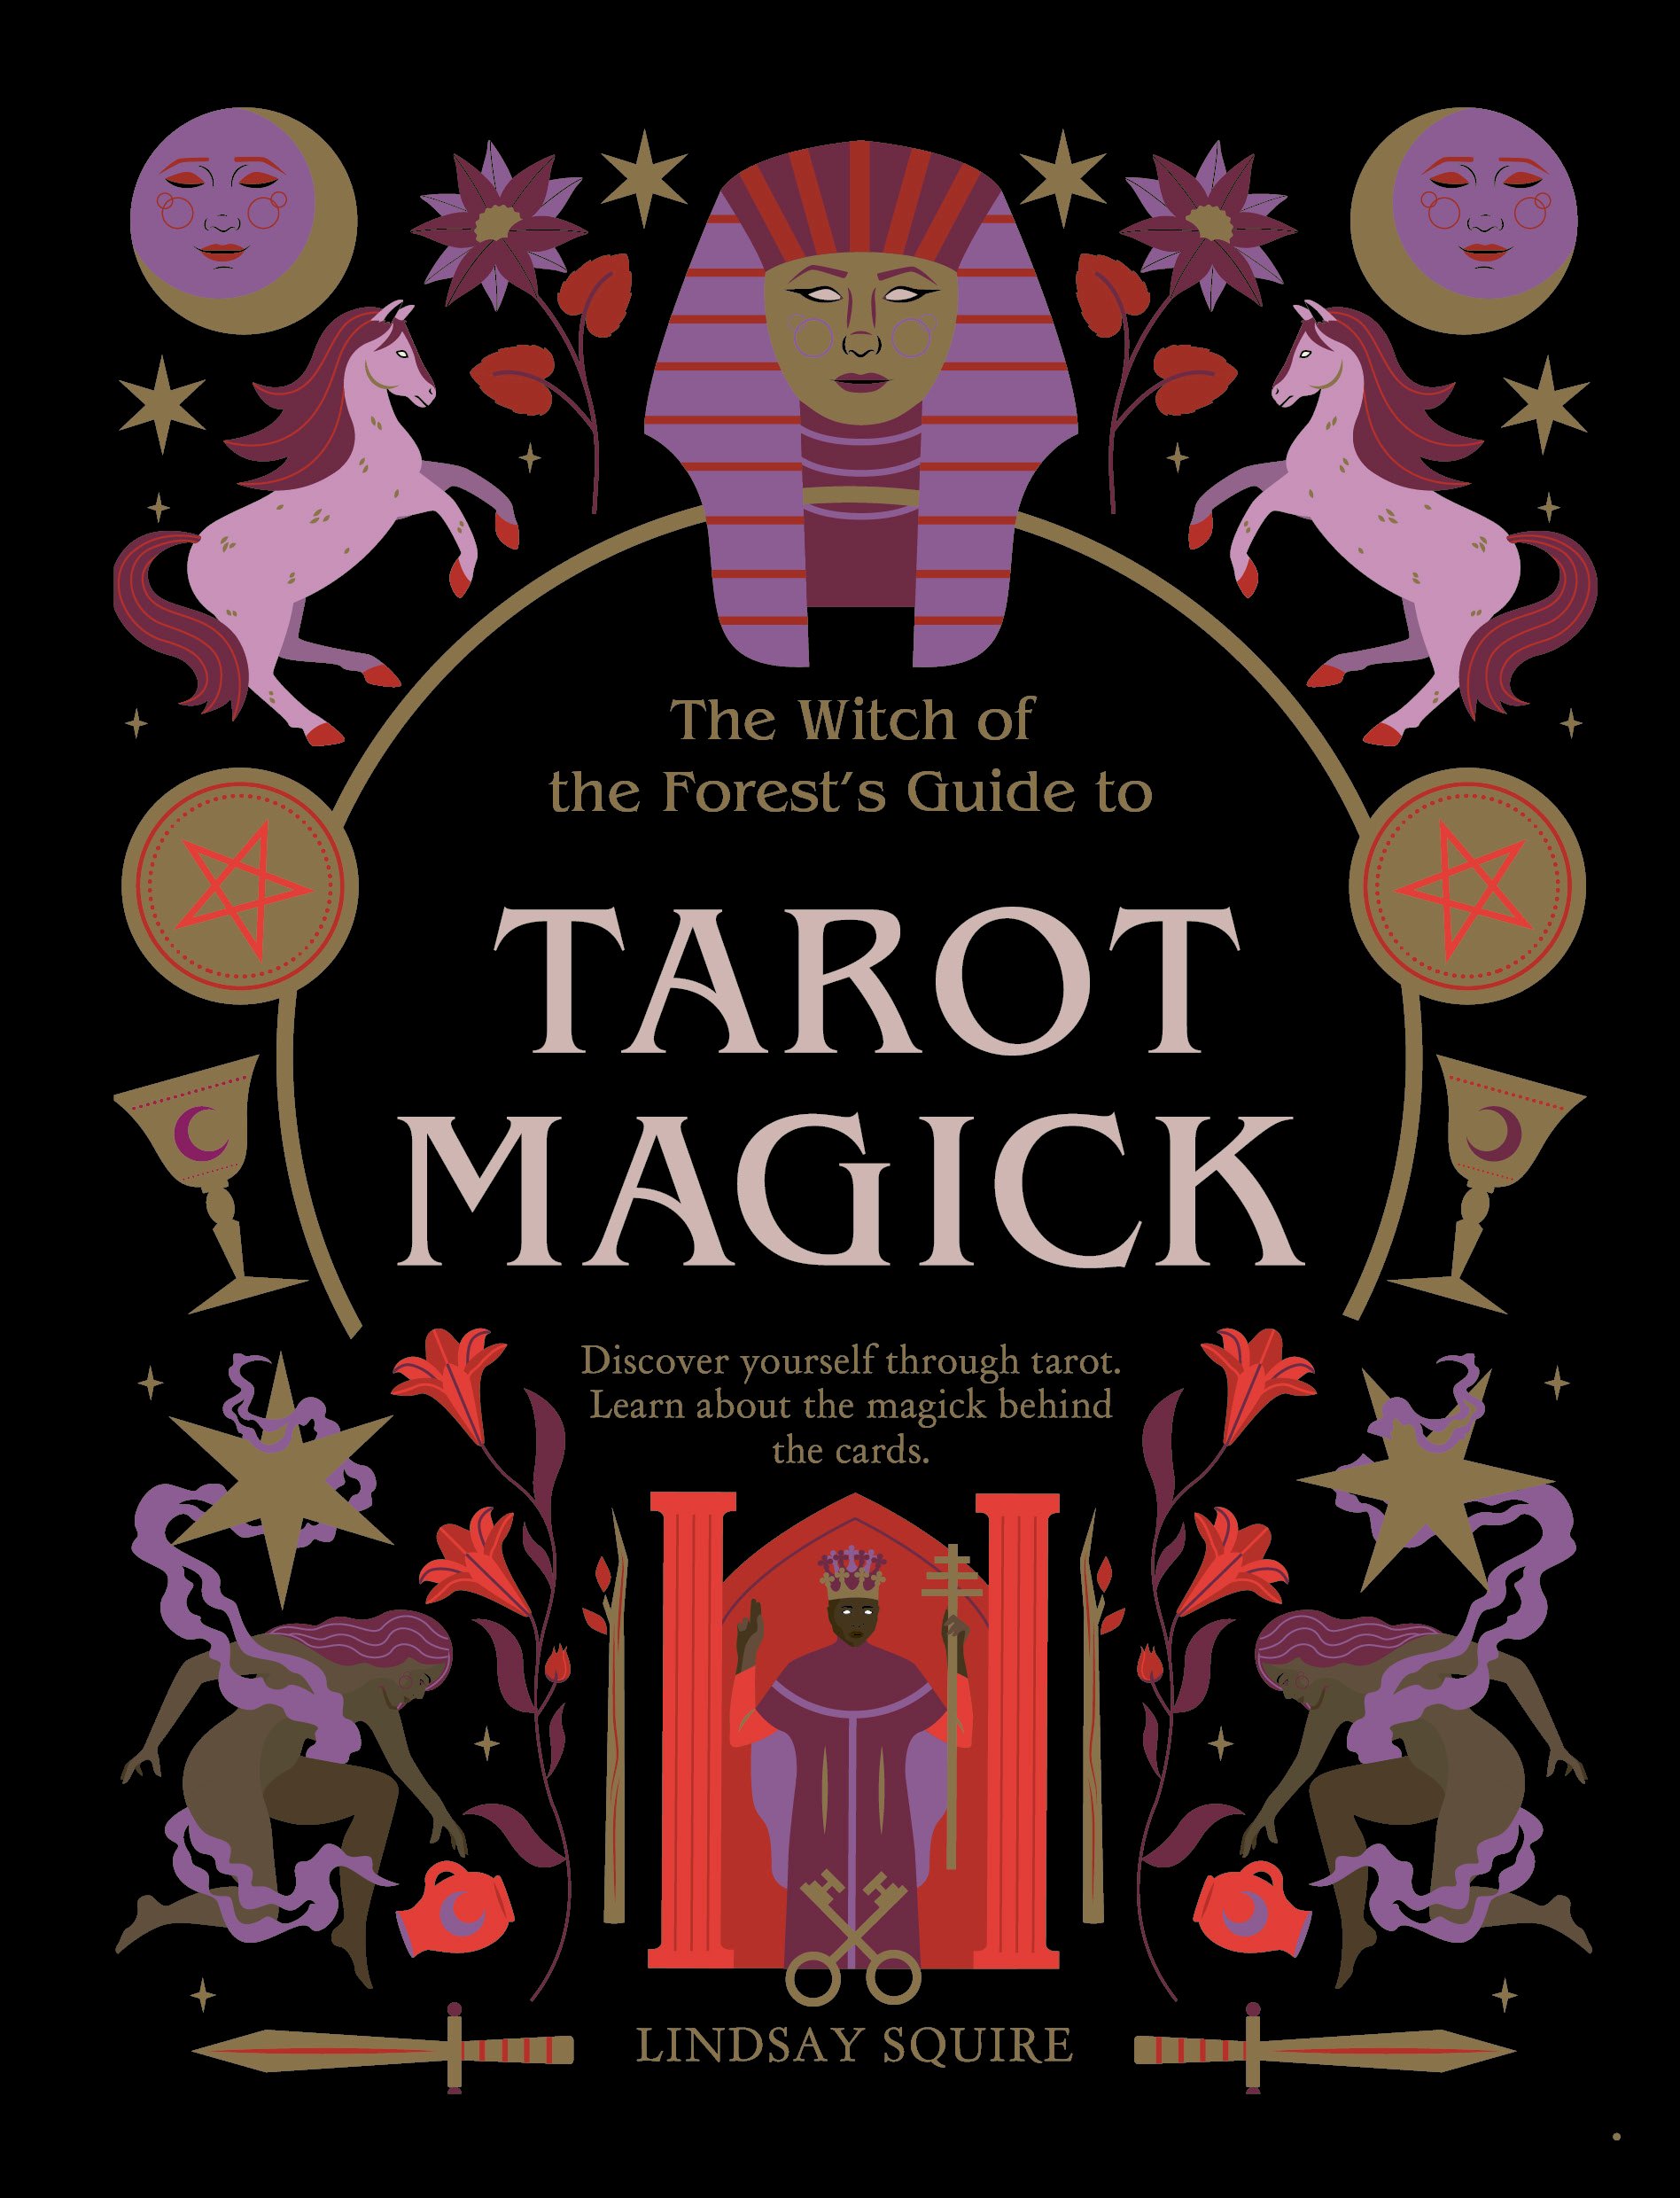 The Witch of
the Forest's Guide to
TAROT
MAGICK
Discover yourself through tarot.
Learn about the magick behind
the cards.
LINDSAY SQUIRE